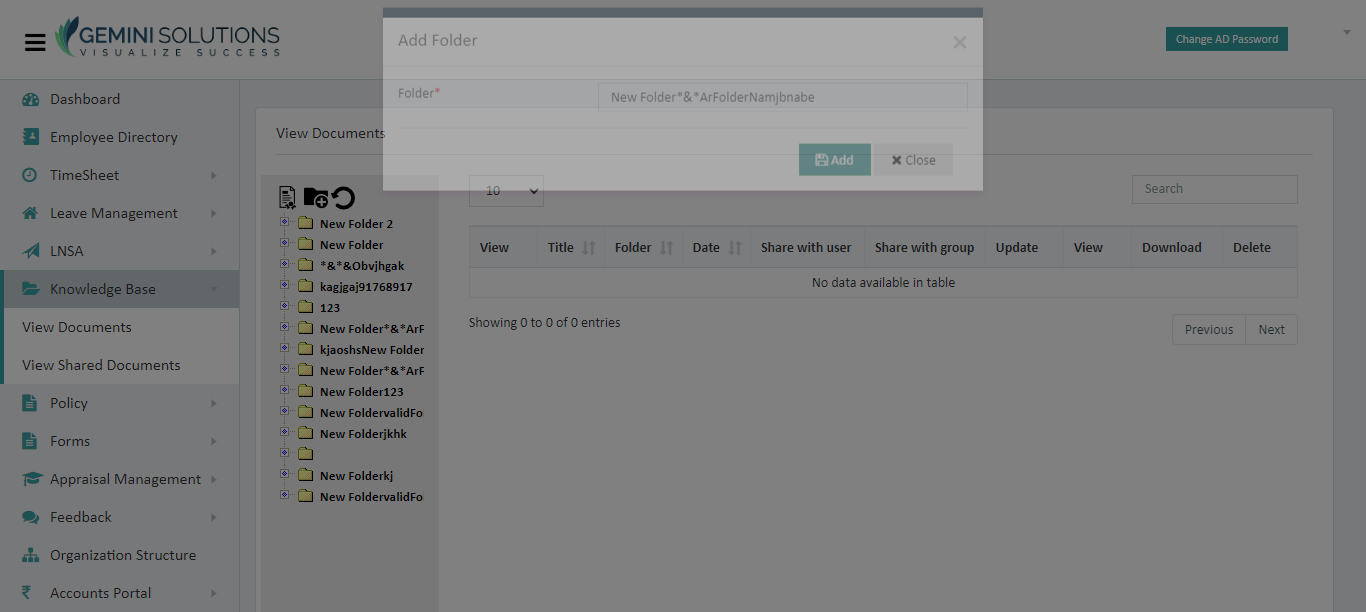 GEMINI SOLUTIONS
VISUALIZE SUCCESS
Change AD Password
Add Folder
Folder*
New Folder*&*ArFolderNamjbnabe
Add
Close
Dashboard
Employee Directory
TimeSheet
Leave Management
LNSA
Knowledge Base
View Documents
View Shared Documents
Policy
Forms
Appraisal Management
Feedback
Organization Structure
Accounts Portal
View Documents
New Folder 2
New Folder
*&*&Obvjhgak
kagjgaj91768917
123
New Folder*&*ArF
kjaoshsNew Folder
New Folder*&*ArF
New Folder123
New FoldervalidFo
New Folderjkhk
New Folderkj
New FoldervalidFo
10
Search
View Title Folder Date Share with user Share with group Update View Download Delete
No data available in table
Showing 0 to 0 of 0 entries
Previous Next